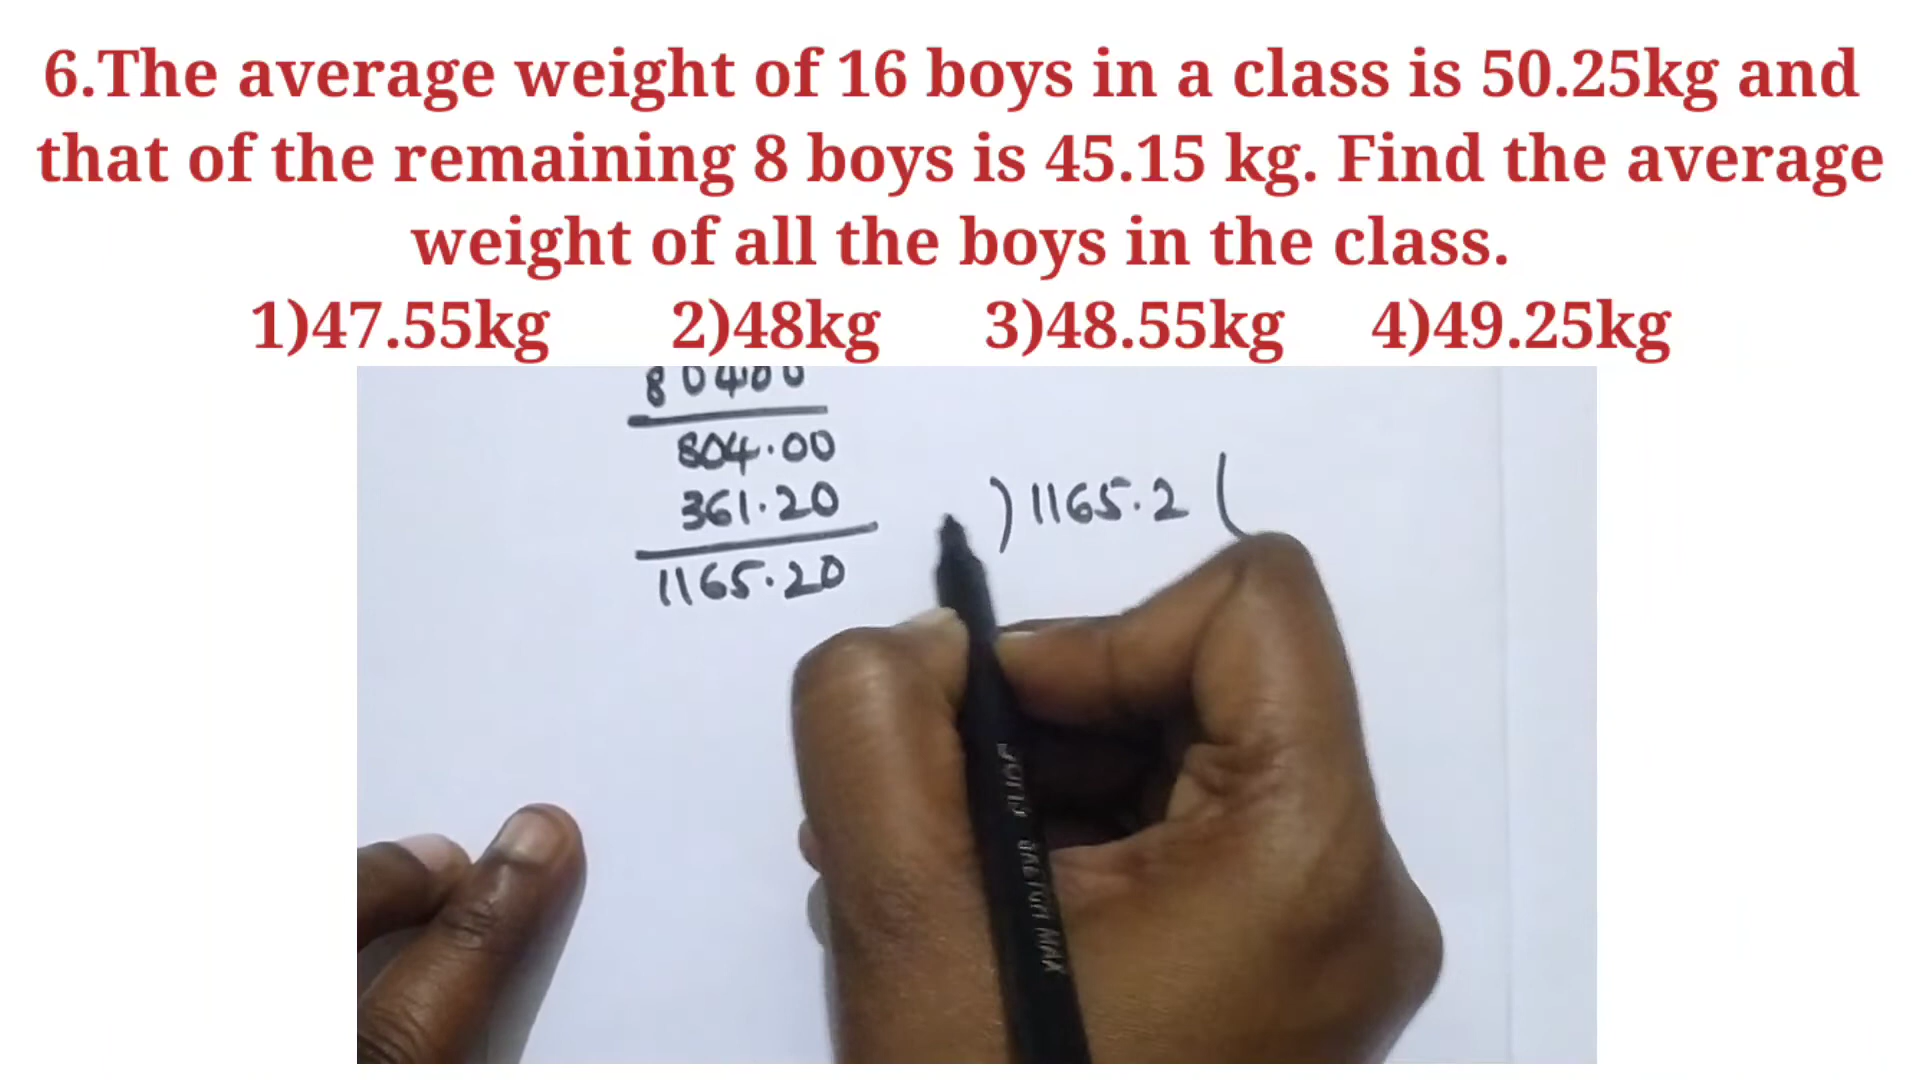 6.The average weight of 16 boys in a class is 50.25kg and
that of the remaining 8 boys is 45.15 kg. Find the average
weight of all the boys in the class.
1)47.55kg 2)48kg 3)48.55kg 4)49.25kg
804.00
804.00
361.20
)1165.2(
1165.20